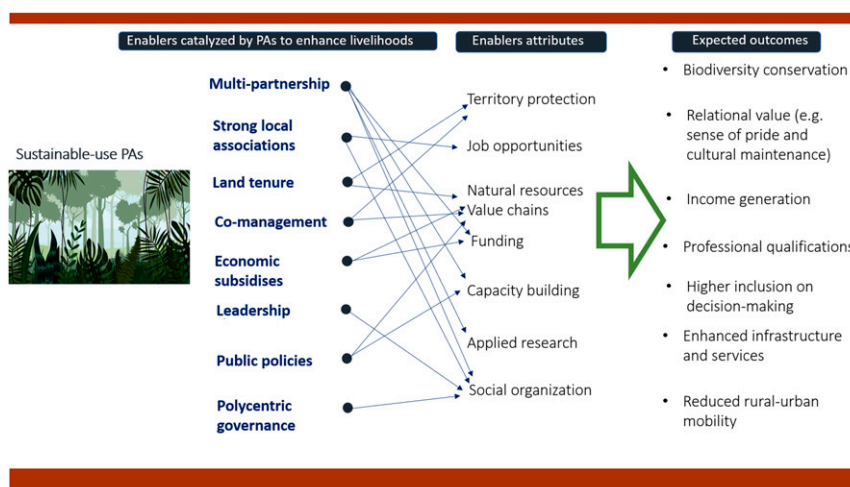 Enablers catalyzed by PAs to enhance livelihoods
Enablers attributes
Expected outcomes
Sustainable-use PAs
Multi-partnership
Strong local
associations
Land tenure
Co-management
Economic
subsidises
Leadership
Public policies
Polycentric
governance
Territory protection
Job opportunities
Natural resources
Value chains
Funding
Capacity building
Applied research
Social organization
• Biodiversity conservation
• Relational value (e.g.
sense of pride and
cultural maintenance)
• Income generation
• Professional qualifications
• Higher inclusion on
decision-making
• Enhanced infrastructure
and services
• Reduced rural-urban
mobility